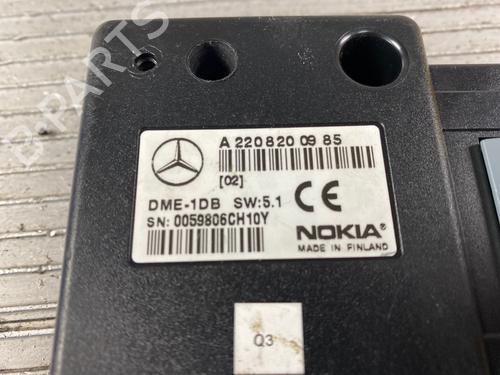 A 220 820 09 85
[02]
DME-1DB SW:5.1
SN: 0059806CH10Y
CE
NOKIA®
MADE IN FINLAND
Q3
B-PARTS